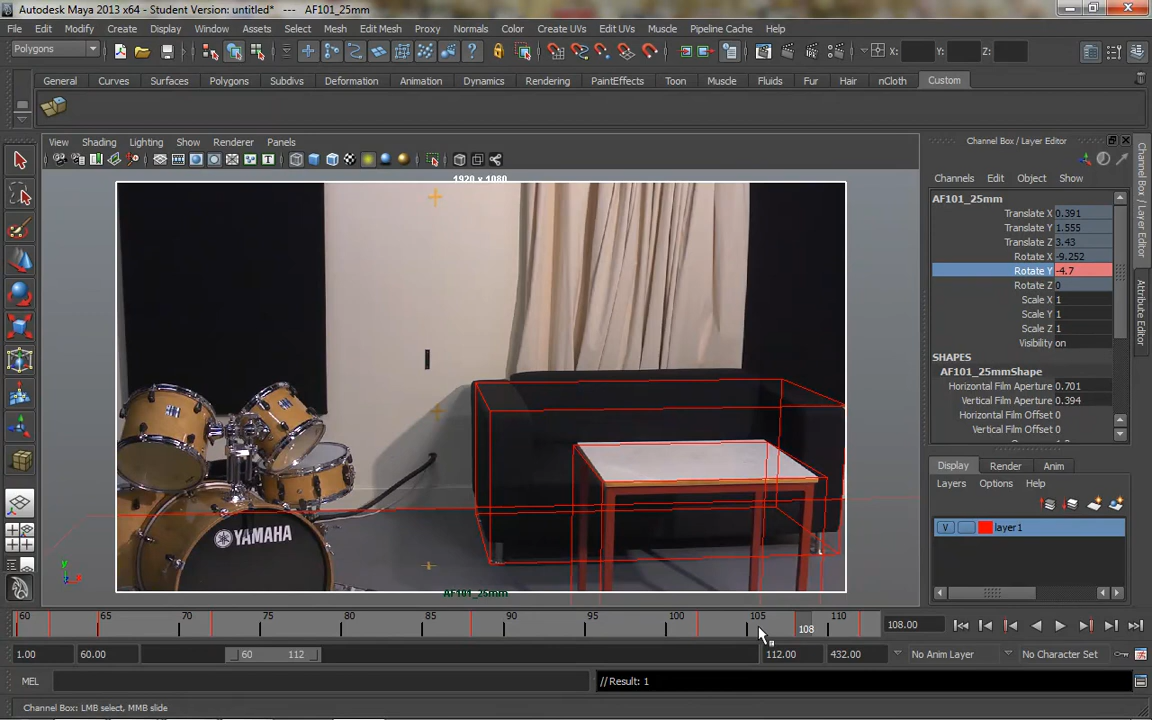 Autodesk Maya 2013 x64 - Student Version: untitled*   ---   AF101_25mm
File Edit Modify Create Display Window Assets Select Mesh Edit Mesh Proxy Normals Color Create UVs Edit UVs Muscle Pipeline Cache Help
Polygons X: Y: Z:
General Curves Surfaces Polygons Subdivs Deformation Animation Dynamics Rendering PaintEffects Toon Muscle Fluids Fur Hair nCloth Custom
View Shading Lighting Show Renderer Panels
Channel Box / Layer Editor
Channels Edit Object Show
1920 x 1080
AF101_25mm
Translate X 0.391
Translate Y 1.555
Translate Z 3.43
Rotate X -9.252
Rotate Y -4.7
Rotate Z 0
Scale X 1
Scale Y 1
Scale Z 1
Visibility on
SHAPES
AF101_25mmShape
Horizontal Film Aperture 0.701
Vertical Film Aperture 0.394
Horizontal Film Offset 0
Vertical Film Offset 0
Channel Box / Layer Editor
Attribute Editor
Display Render Anim
Layers Options Help
V layer1
YAMAHA
y
AF101_25mm
60 65 70 75 80 85 90 95 100 105 108 110
108.00
1.00 60.00 60 112 112.00 432.00 No Anim Layer No Character Set
MEL // Result: 1
Channel Box: LMB select, MMB slide